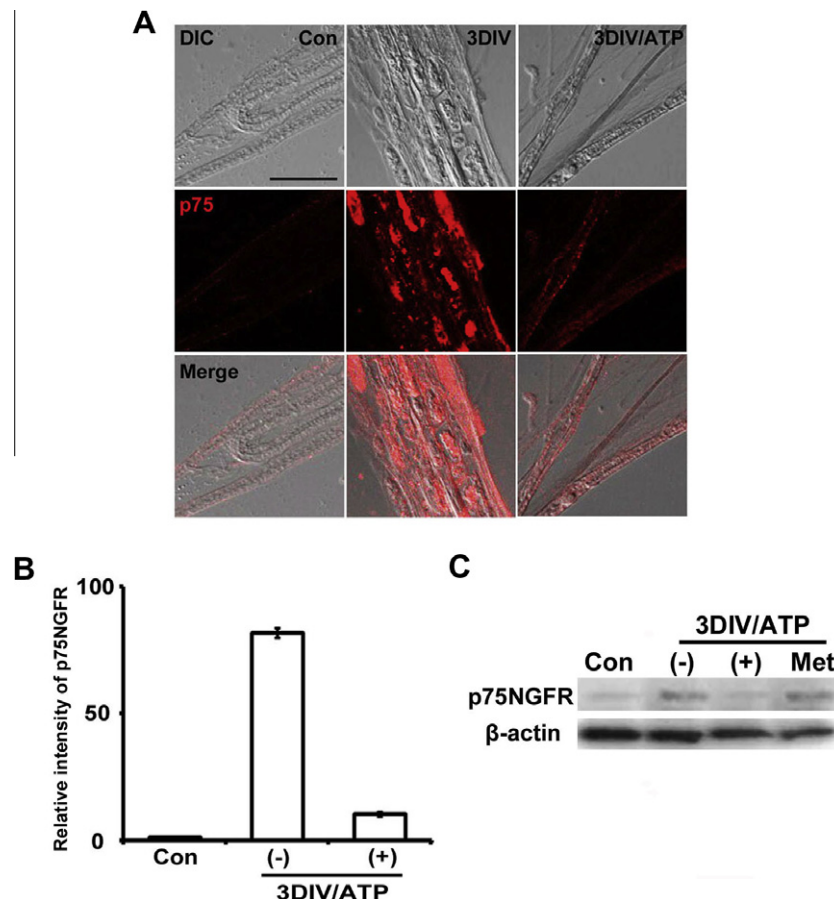 A
DIC Con 3DIV 3DIV/ATP
p75
Merge
B
Relative intensity of p75NGFR
100
50
0
Con (-) (+)
3DIV/ATP
C
3DIV/ATP
Con (-) (+) Met
p75NGFR
β-actin